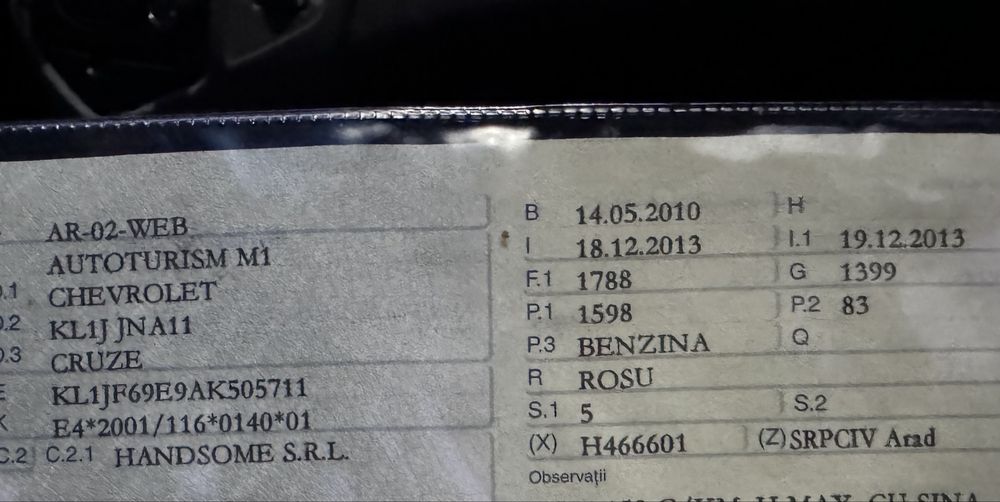 AR-02-WEB
AUTOTURISM M1
.1 CHEVROLET
.2 KL1J JNA11
.3 CRUZE
E KL1JF69E9AK505711
K E4*2001/116*0140*01
C.2 C.2.1 HANDSOME S.R.L.
B 14.05.2010 H
I 18.12.2013 I.1 19.12.2013
F.1 1788 G 1399
P.1 1598 P.2 83
P.3 BENZINA Q
R ROSU
S.1 5 S.2
(X) H466601 (Z) SRPCIV Arad
Observații